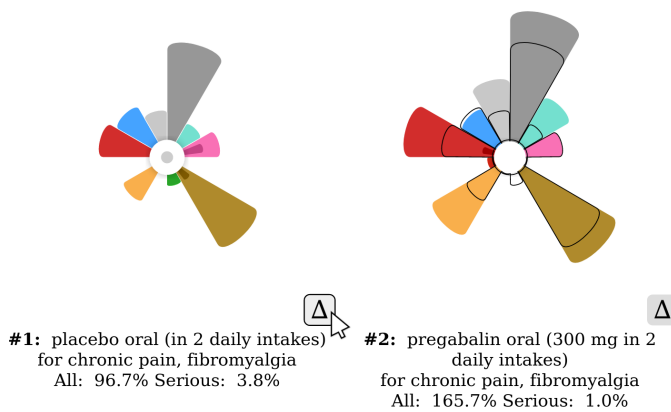 Δ
Δ
#1: placebo oral (in 2 daily intakes)
for chronic pain, fibromyalgia
All: 96.7% Serious: 3.8%
#2: pregabalin oral (300 mg in 2
daily intakes)
for chronic pain, fibromyalgia
All: 165.7% Serious: 1.0%